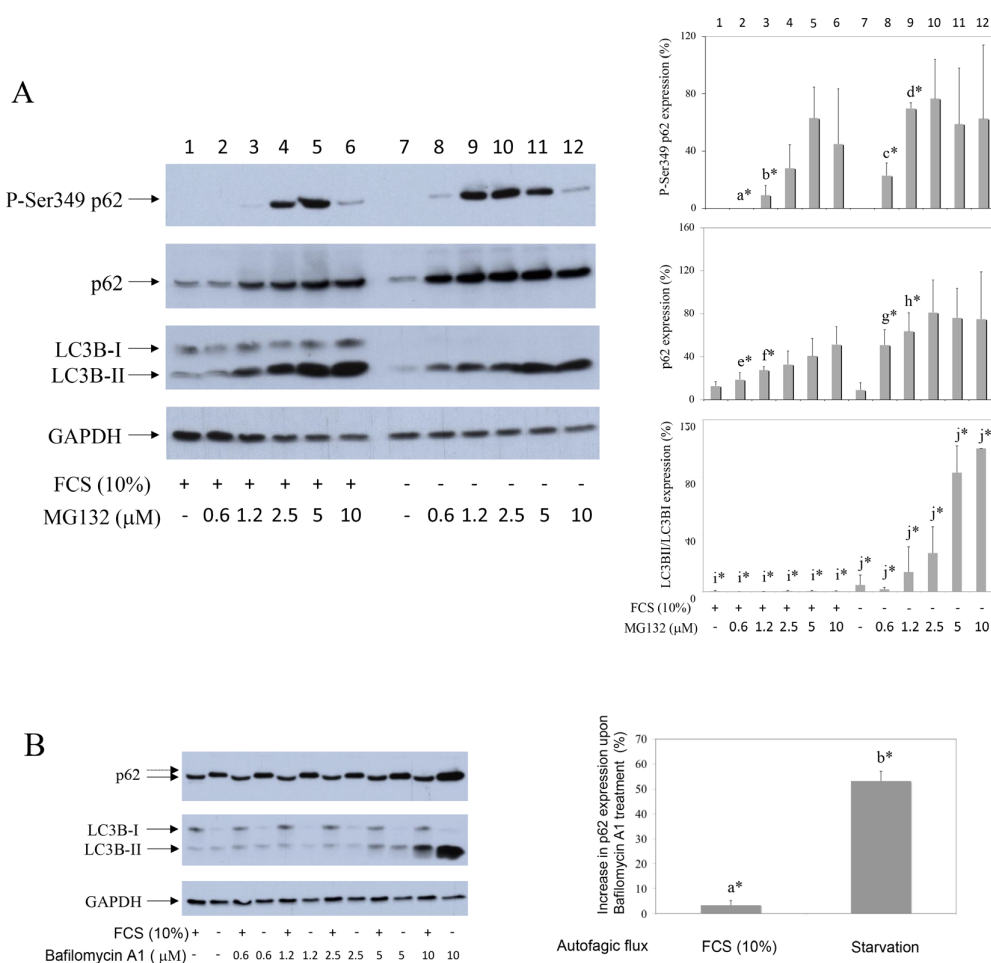 A
1 2 3 4 5 6 7 8 9 10 11 12
P-Ser349 p62
p62
LC3B-I
LC3B-II
GAPDH
FCS (10%) + + + + + + - - - - - -
MG132 (μM) - 0.6 1.2 2.5 5 10 - 0.6 1.2 2.5 5 10
1 2 3 4 5 6 7 8 9 10 11 12
P-Ser349 p62 expression (%)
120
80
40
0
a* b* c* d*
p62 expression (%)
160
120
80
40
0
e* f* g* h*
LC3BII/LC3BI expression (%)
150
80
40
0
i* i* i* i* i* i* j* j* j* j* j* j*
FCS (10%) + + + + + + - - - - - -
MG132 (μM) - 0.6 1.2 2.5 5 10 - 0.6 1.2 2.5 5 10
B
p62
LC3B-I
LC3B-II
GAPDH
FCS (10%) + - + - + - + - + - + -
Bafilomycin A1 ( μM) - - 0.6 0.6 1.2 1.2 2.5 2.5 5 5 10 10
Increase in p62 expression upon
Bafilomycin A1 treatment (%)
70
60
50
40
30
20
10
0
a* b*
Autofagic flux FCS (10%) Starvation